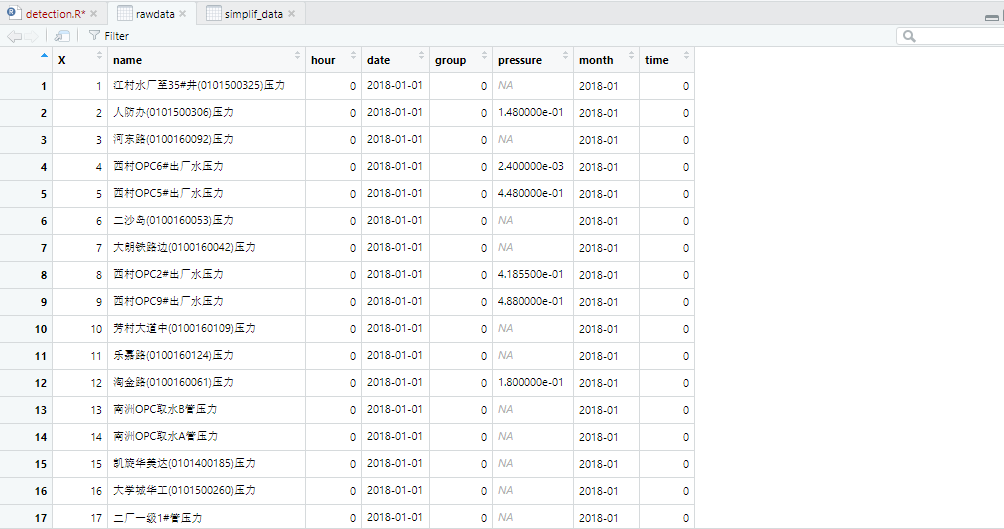 detection.R* rawdata simplif_data
Filter
X name hour date group pressure month time
1 1 江村水厂至35#井(0101500325)压力 0 2018-01-01 0 NA 2018-01 0
2 2 人防办(0101500306)压力 0 2018-01-01 0 1.480000e-01 2018-01 0
3 3 河东路(0100160092)压力 0 2018-01-01 0 NA 2018-01 0
4 4 西村OPC6#出厂水压力 0 2018-01-01 0 2.400000e-03 2018-01 0
5 5 西村OPC5#出厂水压力 0 2018-01-01 0 4.480000e-01 2018-01 0
6 6 二沙岛(0100160053)压力 0 2018-01-01 0 NA 2018-01 0
7 7 大朗铁路边(0100160042)压力 0 2018-01-01 0 NA 2018-01 0
8 8 西村OPC2#出厂水压力 0 2018-01-01 0 4.185500e-01 2018-01 0
9 9 西村OPC9#出厂水压力 0 2018-01-01 0 4.880000e-01 2018-01 0
10 10 芳村大道中(0100160109)压力 0 2018-01-01 0 NA 2018-01 0
11 11 乐嘉路(0100160124)压力 0 2018-01-01 0 NA 2018-01 0
12 12 淘金路(0100160061)压力 0 2018-01-01 0 1.800000e-01 2018-01 0
13 13 南洲OPC取水B管压力 0 2018-01-01 0 NA 2018-01 0
14 14 南洲OPC取水A管压力 0 2018-01-01 0 NA 2018-01 0
15 15 凯旋华美达(0101400185)压力 0 2018-01-01 0 NA 2018-01 0
16 16 大学城华工(0101500260)压力 0 2018-01-01 0 NA 2018-01 0
17 17 二厂一级1#管压力 0 2018-01-01 0 NA 2018-01 0